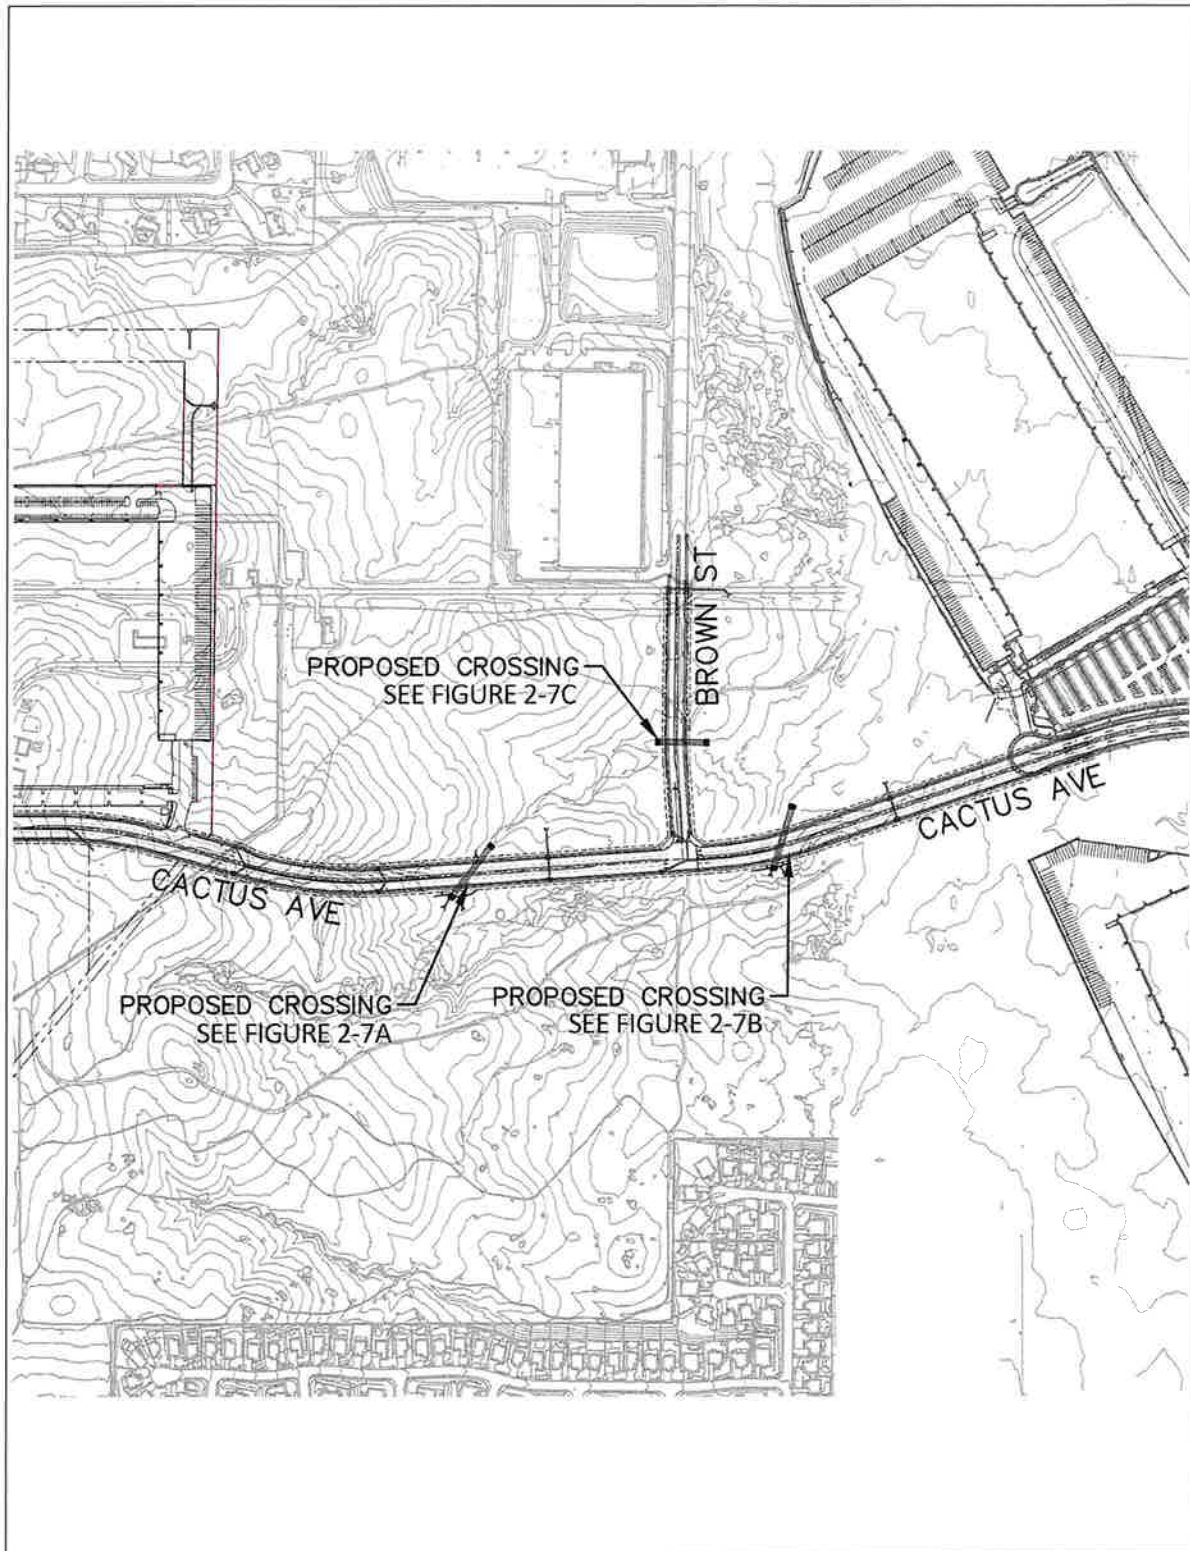 BROWN ST
PROPOSED CROSSING
SEE FIGURE 2-7C
CACTUS AVE
CACTUS AVE
PROPOSED CROSSING
SEE FIGURE 2-7A
PROPOSED CROSSING
SEE FIGURE 2-7B